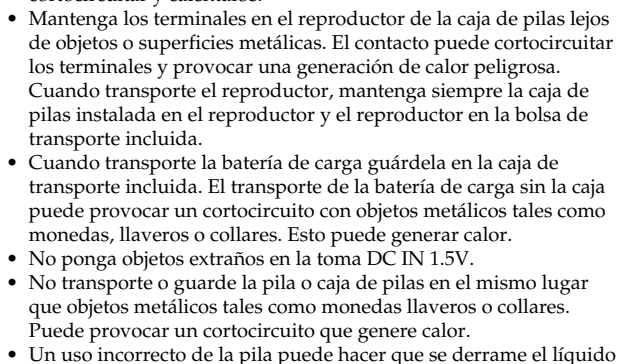 cortocircuitar y calentarse.
• Mantenga los terminales en el reproductor de la caja de pilas lejos
de objetos o superficies metálicas. El contacto puede cortocircuitar
los terminales y provocar una generación de calor peligrosa.
Cuando transporte el reproductor, mantenga siempre la caja de
pilas instalada en el reproductor y el reproductor en la bolsa de
transporte incluida.
• Cuando transporte la batería de carga guárdela en la caja de
transporte incluida. El transporte de la batería de carga sin la caja
puede provocar un cortocircuito con objetos metálicos tales como
monedas, llaveros o collares. Esto puede generar calor.
• No ponga objetos extraños en la toma DC IN 1.5V.
• No transporte o guarde la pila o caja de pilas en el mismo lugar
que objetos metálicos tales como monedas llaveros o collares.
Puede provocar un cortocircuito que genere calor.
• Un uso incorrecto de la pila puede hacer que se derrame el líquido